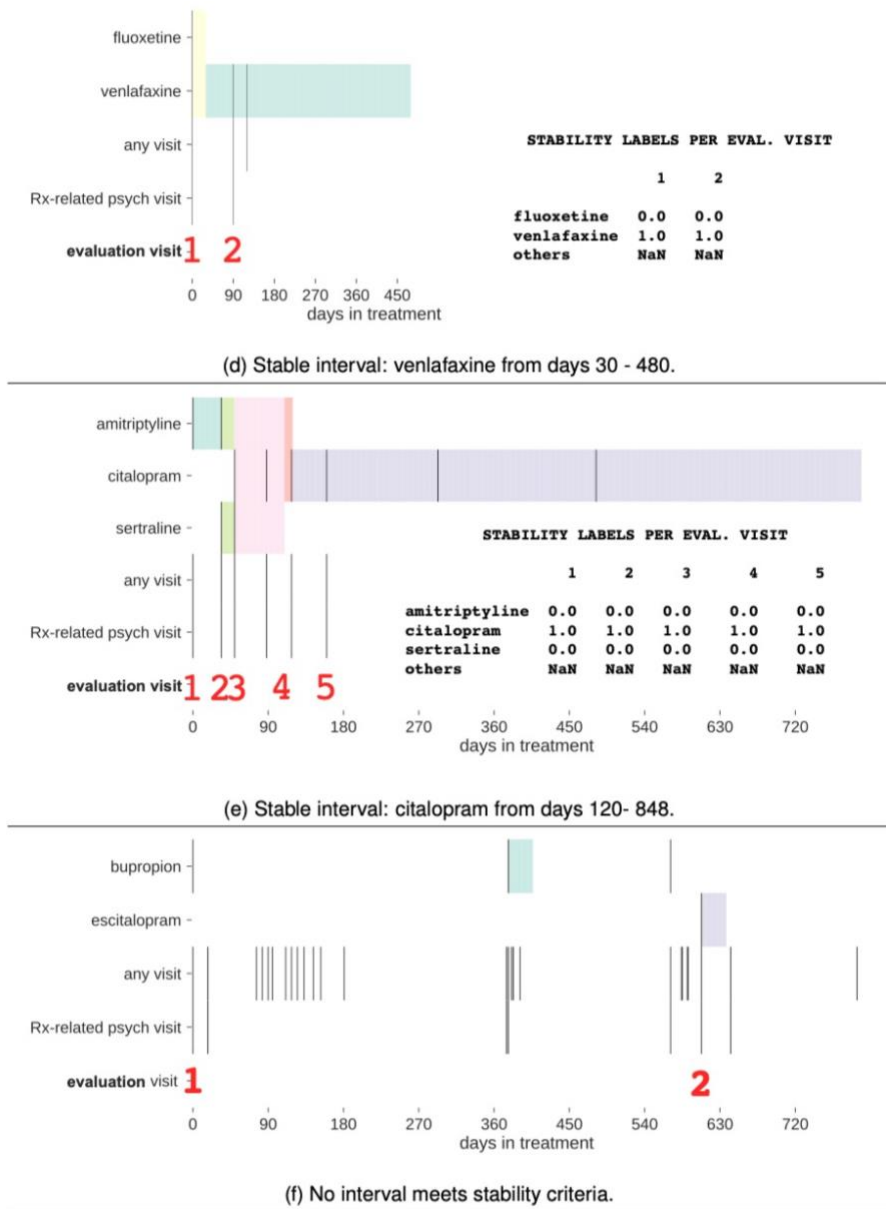 fluoxetine
venlafaxine
any visit
Rx-related psych visit
evaluation visit 1 2
0 90 180 270 360 450
days in treatment
STABILITY LABELS PER EVAL. VISIT
1 2
fluoxetine 0.0 0.0
venlafaxine 1.0 1.0
others NaN NaN
(d) Stable interval: venlafaxine from days 30 - 480.
amitriptyline
citalopram
sertraline
any visit
Rx-related psych visit
evaluation visit 1 2 3 4 5
0 90 180 270 360 450 540 630 720
days in treatment
STABILITY LABELS PER EVAL. VISIT
1 2 3 4 5
amitriptyline 0.0 0.0 0.0 0.0 0.0
citalopram 1.0 1.0 1.0 1.0 1.0
sertraline 0.0 0.0 0.0 0.0 0.0
others NaN NaN NaN NaN NaN
(e) Stable interval: citalopram from days 120- 848.
bupropion
escitalopram
any visit
Rx-related psych visit
evaluation visit 1 2
0 90 180 270 360 450 540 630 720
days in treatment
(f) No interval meets stability criteria.